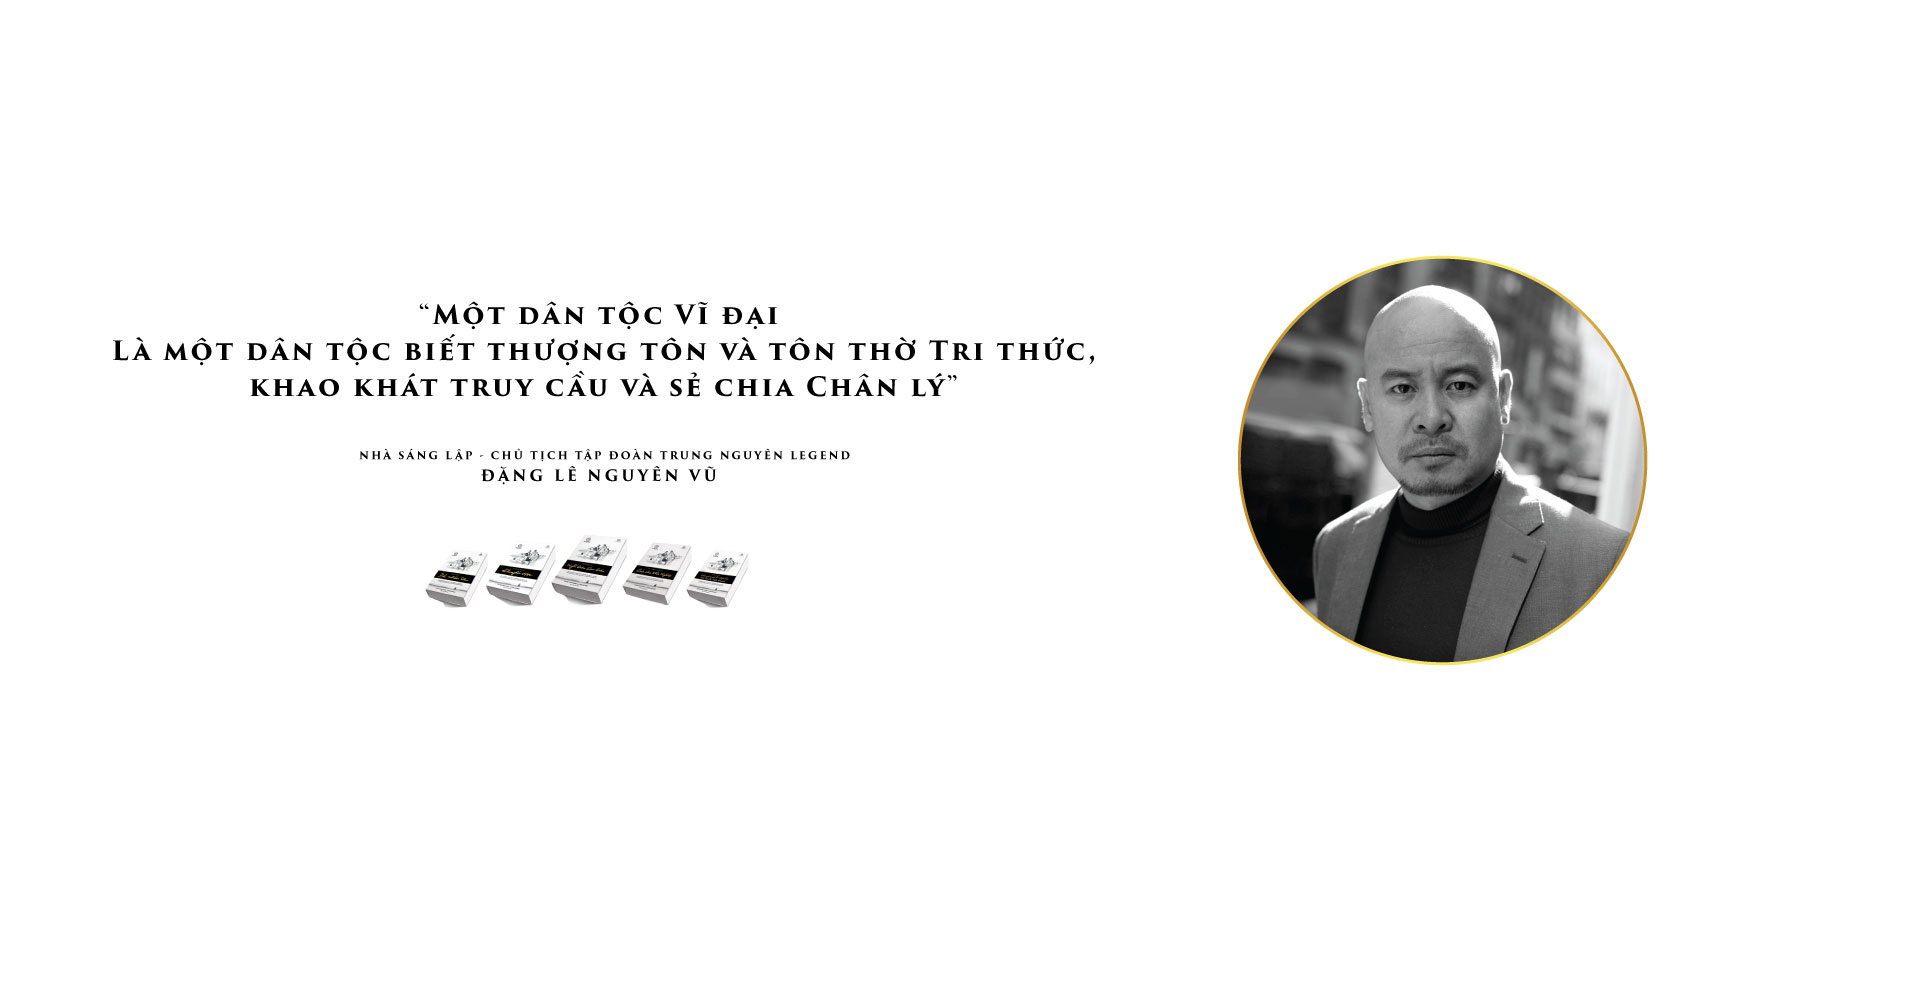 “Một dân tộc Vĩ đại
Là một dân tộc biết thượng tôn và tôn thờ Tri thức,
khao khát truy cầu và sẻ chia Chân lý”
NHÀ SÁNG LẬP - CHỦ TỊCH TẬP ĐOÀN TRUNG NGUYÊN LEGEND
ĐẶNG LÊ NGUYÊN VŨ